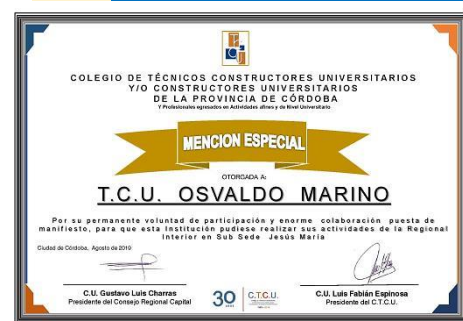 COLEGIO DE TÉCNICOS CONSTRUCTORES UNIVERSITARIOS
Y/O CONSTRUCTORES UNIVERSITARIOS
DE LA PROVINCIA DE CÓRDOBA
Y Profesionales egresados en Actividades afines y de Nivel Universitario
MENCION ESPECIAL
OTORGADA A:
T.C.U. OSVALDO MARINO
Por su permanente voluntad de participación y enorme colaboración puesta de
manifiesto, para que esta Institución pudiese realizar sus actividades de la Regional
Interior en Sub Sede Jesús María
Ciudad de Córdoba, Agosto de 2019
C.U. Gustavo Luis Charras
Presidente del Consejo Regional Capital
30
C.T.C.U.
C.U. Luis Fabián Espinosa
Presidente del C.T.C.U.